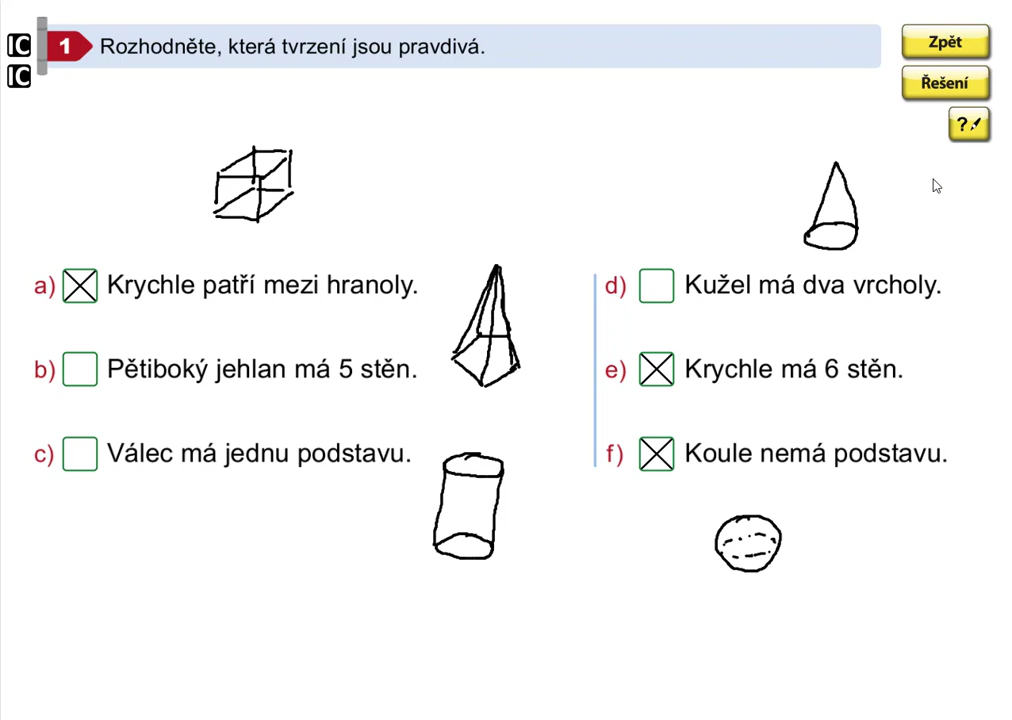 IC
IC
1 Rozhodněte, která tvrzení jsou pravdivá.
Zpět
Řešení
?
a) Krychle patří mezi hranoly.
b) Pětiboký jehlan má 5 stěn.
c) Válec má jednu podstavu.
d) Kužel má dva vrcholy.
e) Krychle má 6 stěn.
f) Koule nemá podstavu.